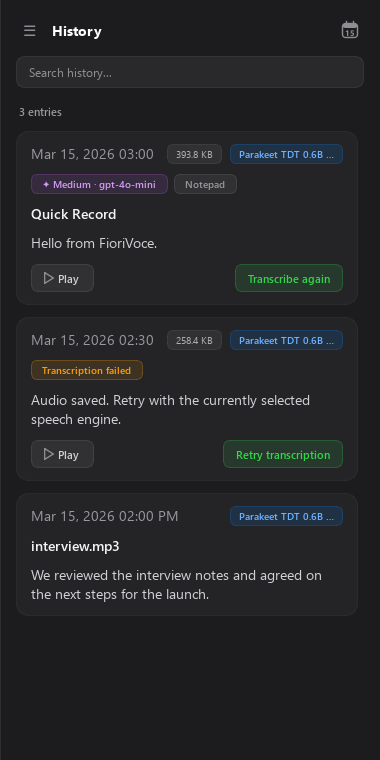 ☰ History 15
Search history...
3 entries
Mar 15, 2026 03:00 393.8 KB Parakeet TDT 0.6B ...
✦ Medium · gpt-4o-mini Notepad
Quick Record
Hello from FioriVoce.
Play Transcribe again
Mar 15, 2026 02:30 258.4 KB Parakeet TDT 0.6B ...
Transcription failed
Audio saved. Retry with the currently selected
speech engine.
Play Retry transcription
Mar 15, 2026 02:00 PM Parakeet TDT 0.6B ...
interview.mp3
We reviewed the interview notes and agreed on
the next steps for the launch.